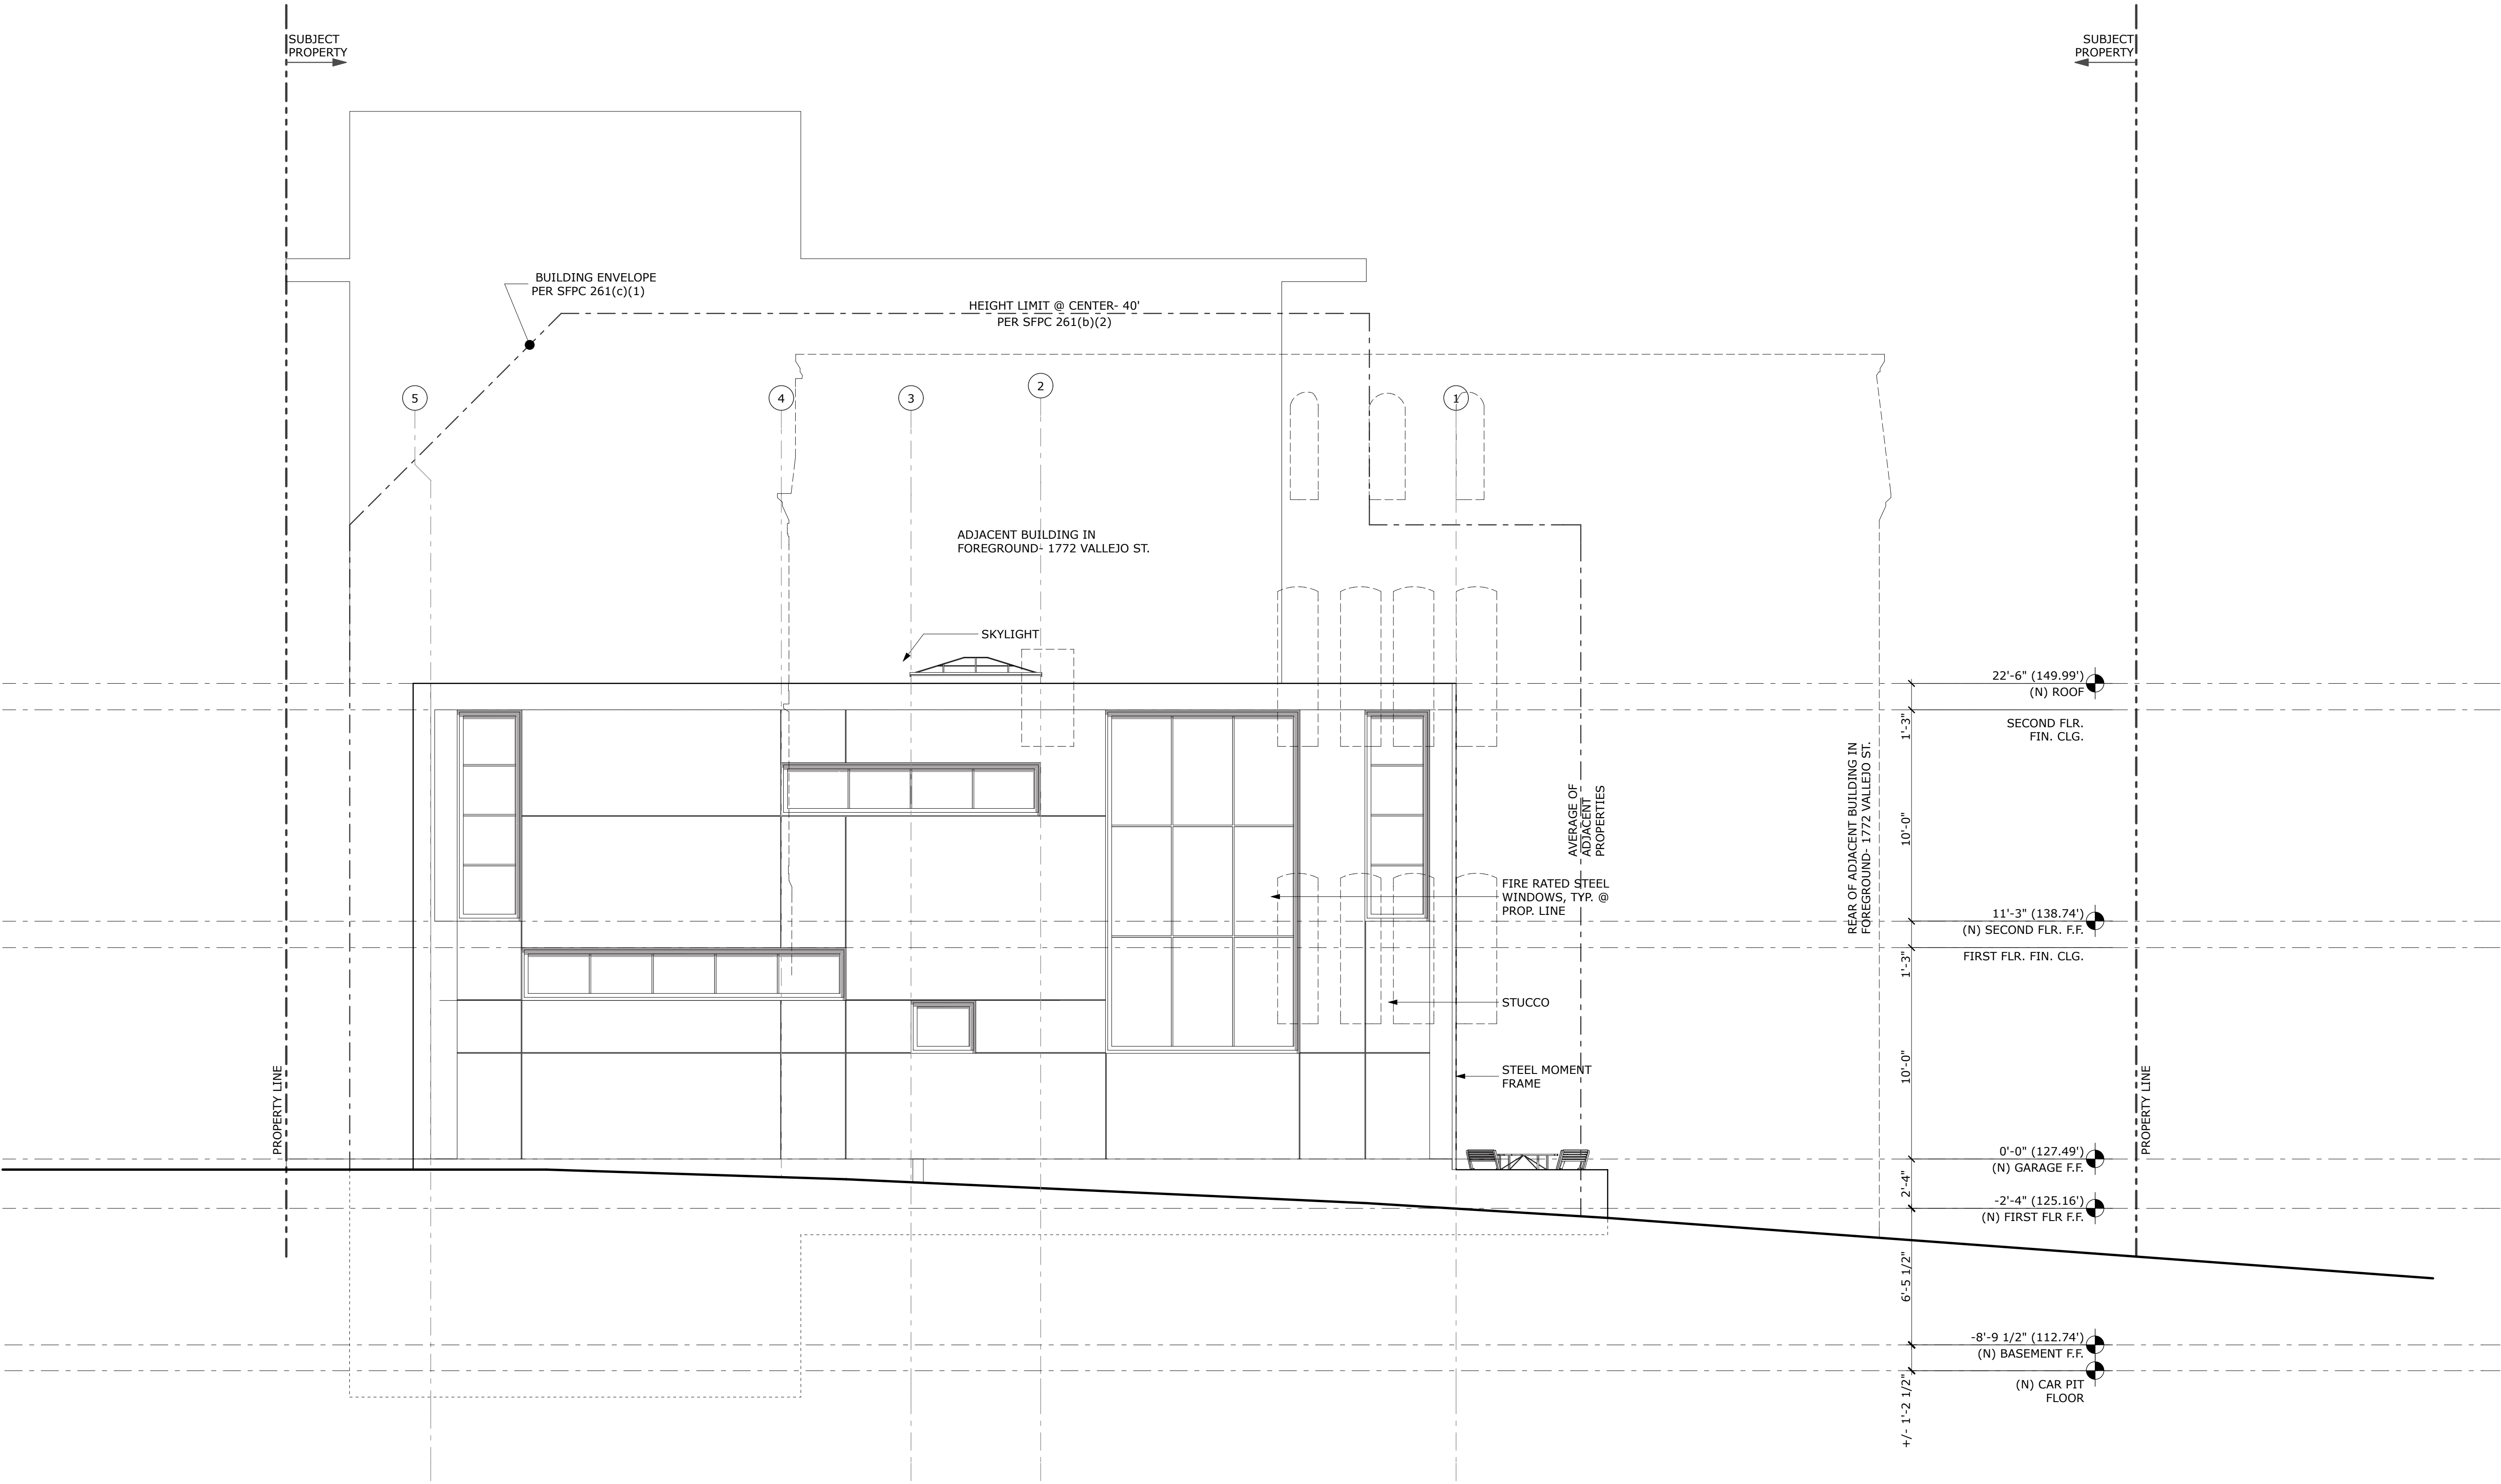 SUBJECT
PROPERTY
SUBJECT
PROPERTY
BUILDING ENVELOPE
PER SFPC 261(c)(1)
HEIGHT LIMIT @ CENTER- 40'
PER SFPC 261(b)(2)
5
4
3
2
1
ADJACENT BUILDING IN
FOREGROUND- 1772 VALLEJO ST.
SKYLIGHT
22'-6" (149.99')
(N) ROOF
1'-3"
SECOND FLR.
FIN. CLG.
10'-0"
REAR OF ADJACENT BUILDING IN
FOREGROUND- 1772 VALLEJO ST.
AVERAGE OF
ADJACENT
PROPERTIES
FIRE RATED STEEL
WINDOWS, TYP. @
PROP. LINE
11'-3" (138.74')
(N) SECOND FLR. F.F.
1'-3"
FIRST FLR. FIN. CLG.
STUCCO
10'-0"
STEEL MOMENT
FRAME
PROPERTY LINE
PROPERTY LINE
0'-0" (127.49')
(N) GARAGE F.F.
2'-4"
-2'-4" (125.16')
(N) FIRST FLR F.F.
6'-5 1/2"
-8'-9 1/2" (112.74')
(N) BASEMENT F.F.
(N) CAR PIT
FLOOR
+/- 1'-2 1/2"